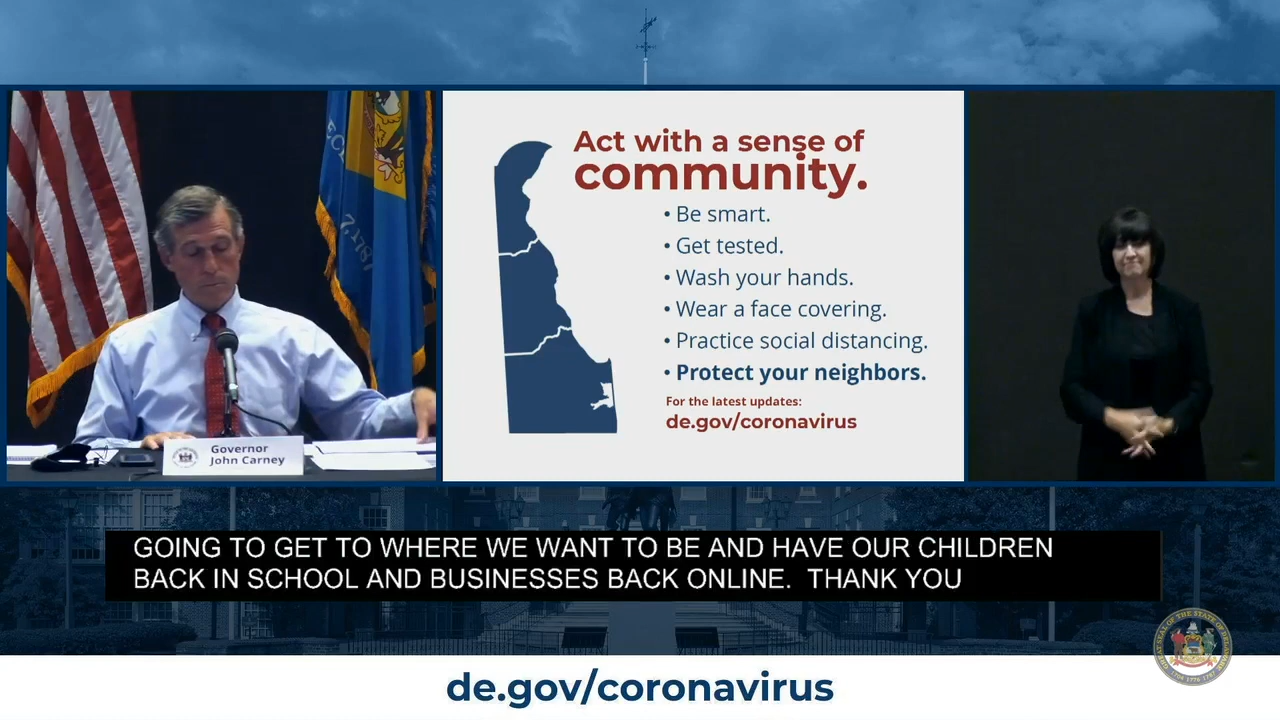 Act with a sense of
community.
• Be smart.
• Get tested.
• Wash your hands.
• Wear a face covering.
• Practice social distancing.
• Protect your neighbors.
For the latest updates:
de.gov/coronavirus
Governor
John Carney
GOING TO GET TO WHERE WE WANT TO BE AND HAVE OUR CHILDREN
BACK IN SCHOOL AND BUSINESSES BACK ONLINE.  THANK YOU
de.gov/coronavirus